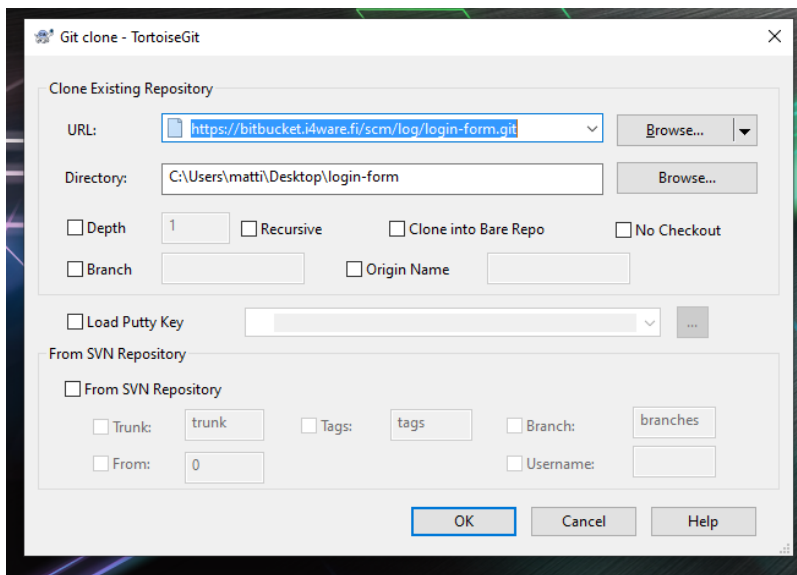 Git clone - TortoiseGit
Clone Existing Repository
URL: https://bitbucket.i4ware.fi/scm/log/login-form.git Browse...
Directory: C:\Users\matti\Desktop\login-form Browse...
Depth 1 Recursive Clone into Bare Repo No Checkout
Branch Origin Name
Load Putty Key ...
From SVN Repository
From SVN Repository
Trunk: trunk Tags: tags Branch: branches
From: 0 Username:
OK Cancel Help